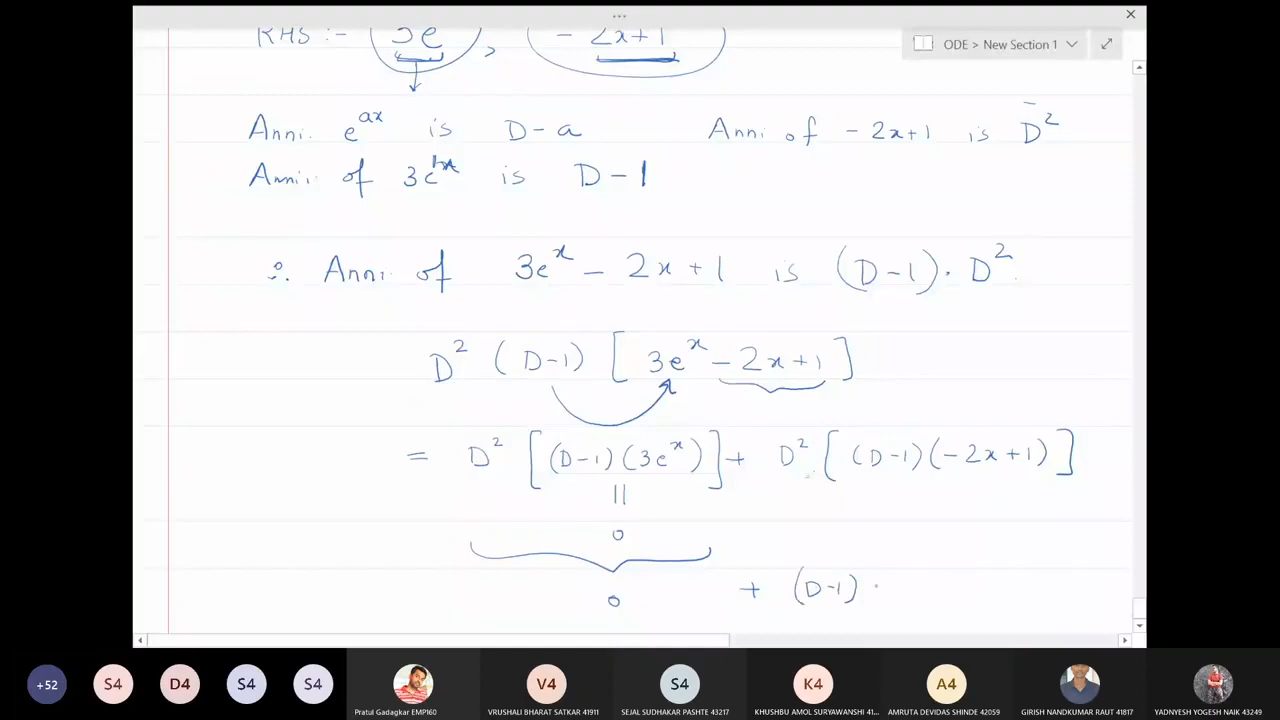 ODE > New Section 1
RHS :- 3e , - 2x+1
Anni. e^ax is D-a Anni of - 2x+1 is D^2
Anni. of 3e^1x is D-1
∴ Anni. of 3e^x - 2x+1 is (D-1)·D^2
D^2 (D-1) [3e^x - 2x+1]
= D^2 [(D-1)(3e^x)] + D^2 [(D-1)(-2x+1)]
||
0
0 + (D-1) ·
+52 S4 D4 S4 S4 V4 S4 K4 A4
Pratul Gadagkar EMP160 VRUSHALI BHARAT SATKAR 41911 SEJAL SUDHAKAR PASHTE 43217 KHUSHBU AMOL SURYAWANSHI 41... AMRUTA DEVIDAS SHINDE 42059 GIRISH NANDKUMAR RAUT 41817 YADNYESH YOGESH NAIK 43249